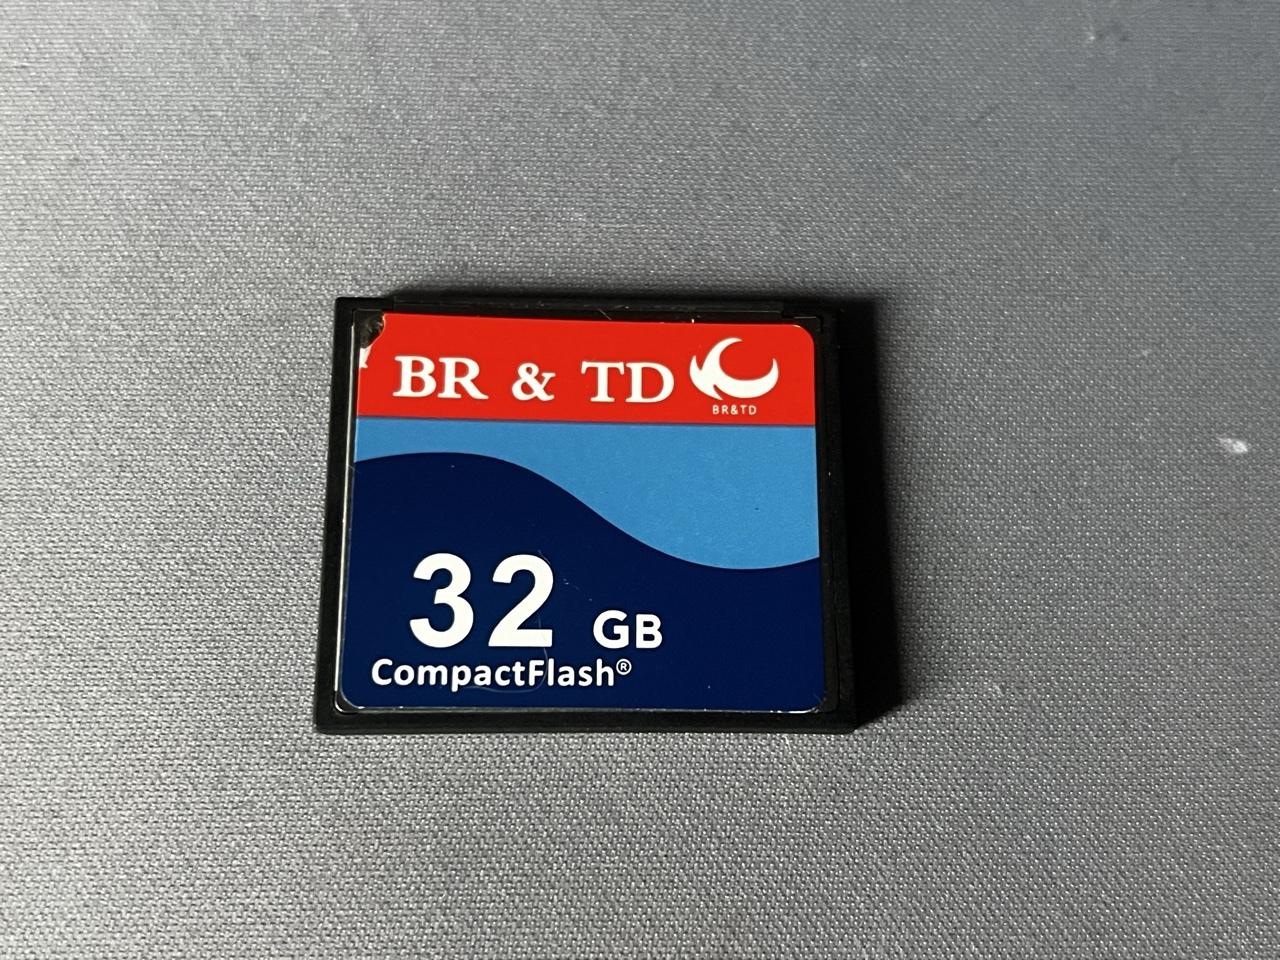 BR & TD
BR&TD
32 GB
CompactFlash®